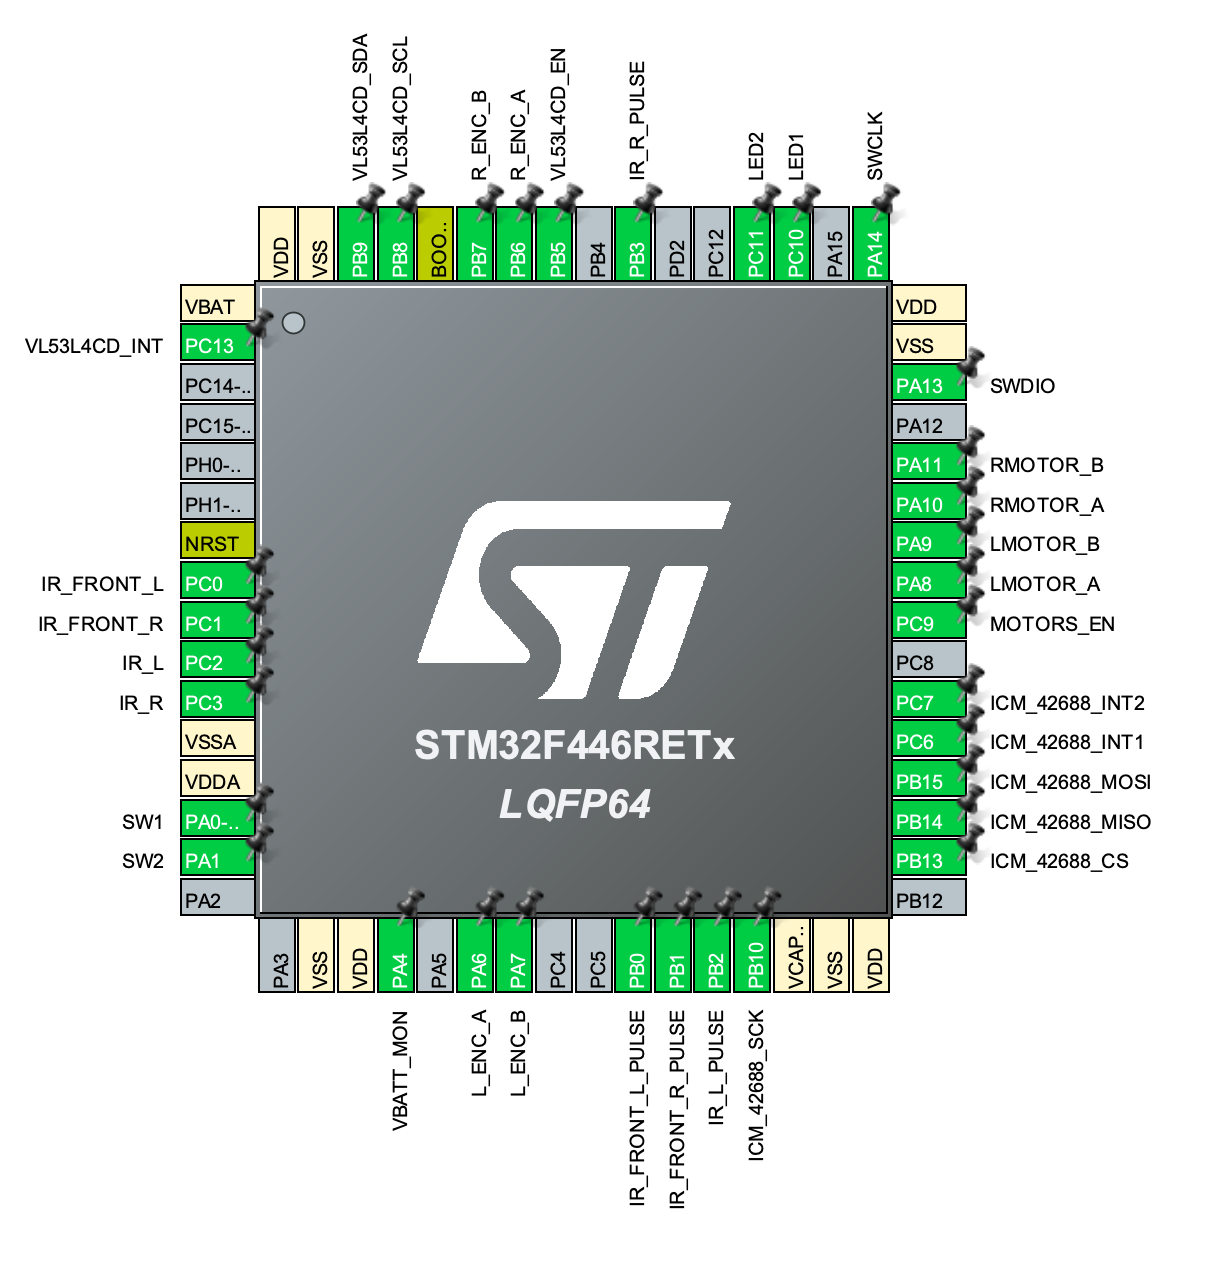 VL53L4CD_SDA
VL53L4CD_SCL
R_ENC_B
R_ENC_A
VL53L4CD_EN
IR_R_PULSE
LED2
LED1
SWCLK
VDD
VSS
PB9
PB8
BOO..
PB7
PB6
PB5
PB4
PB3
PD2
PC12
PC11
PC10
PA15
PA14
VBAT
VL53L4CD_INT PC13
PC14-..
PC15-..
PH0-..
PH1-..
NRST
IR_FRONT_L PC0
IR_FRONT_R PC1
IR_L PC2
IR_R PC3
VSSA
VDDA
SW1 PA0-..
SW2 PA1
PA2
ST
STM32F446RETx
LQFP64
VDD
VSS
PA13 SWDIO
PA12
PA11 RMOTOR_B
PA10 RMOTOR_A
PA9 LMOTOR_B
PA8 LMOTOR_A
PC9 MOTORS_EN
PC8
PC7 ICM_42688_INT2
PC6 ICM_42688_INT1
PB15 ICM_42688_MOSI
PB14 ICM_42688_MISO
PB13 ICM_42688_CS
PB12
PA3
VSS
VDD
PA4
PA5
PA6
PA7
PC4
PC5
PB0
PB1
PB2
PB10
VCAP..
VSS
VDD
VBATT_MON
L_ENC_A
L_ENC_B
IR_FRONT_L_PULSE
IR_FRONT_R_PULSE
IR_L_PULSE
ICM_42688_SCK